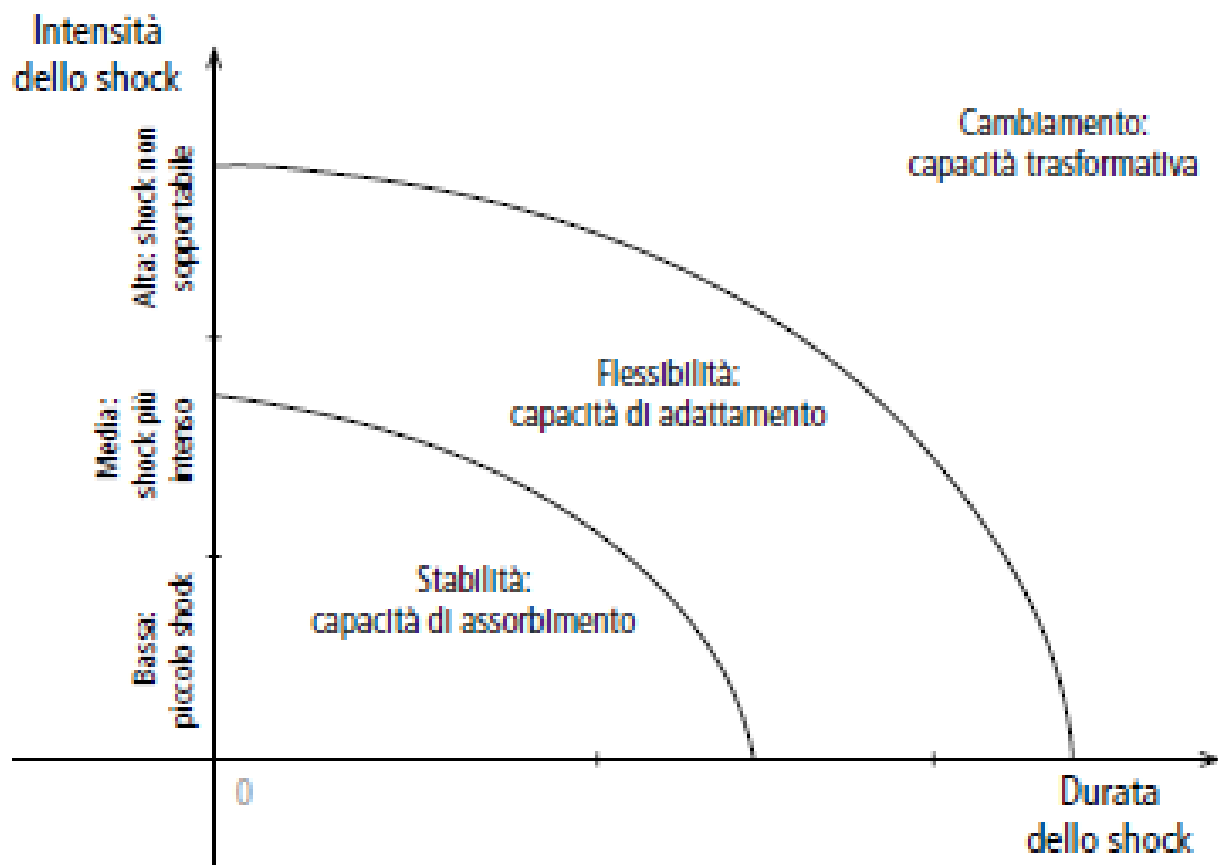 Intensità
dello shock
Cambiamento:
capacità trasformativa
Alta: shock non
sopportabile
Flessibilità:
capacità di adattamento
Media:
shock più
intenso
Stabilità:
capacità di assorbimento
Bassa:
piccolo shock
0
Durata
dello shock